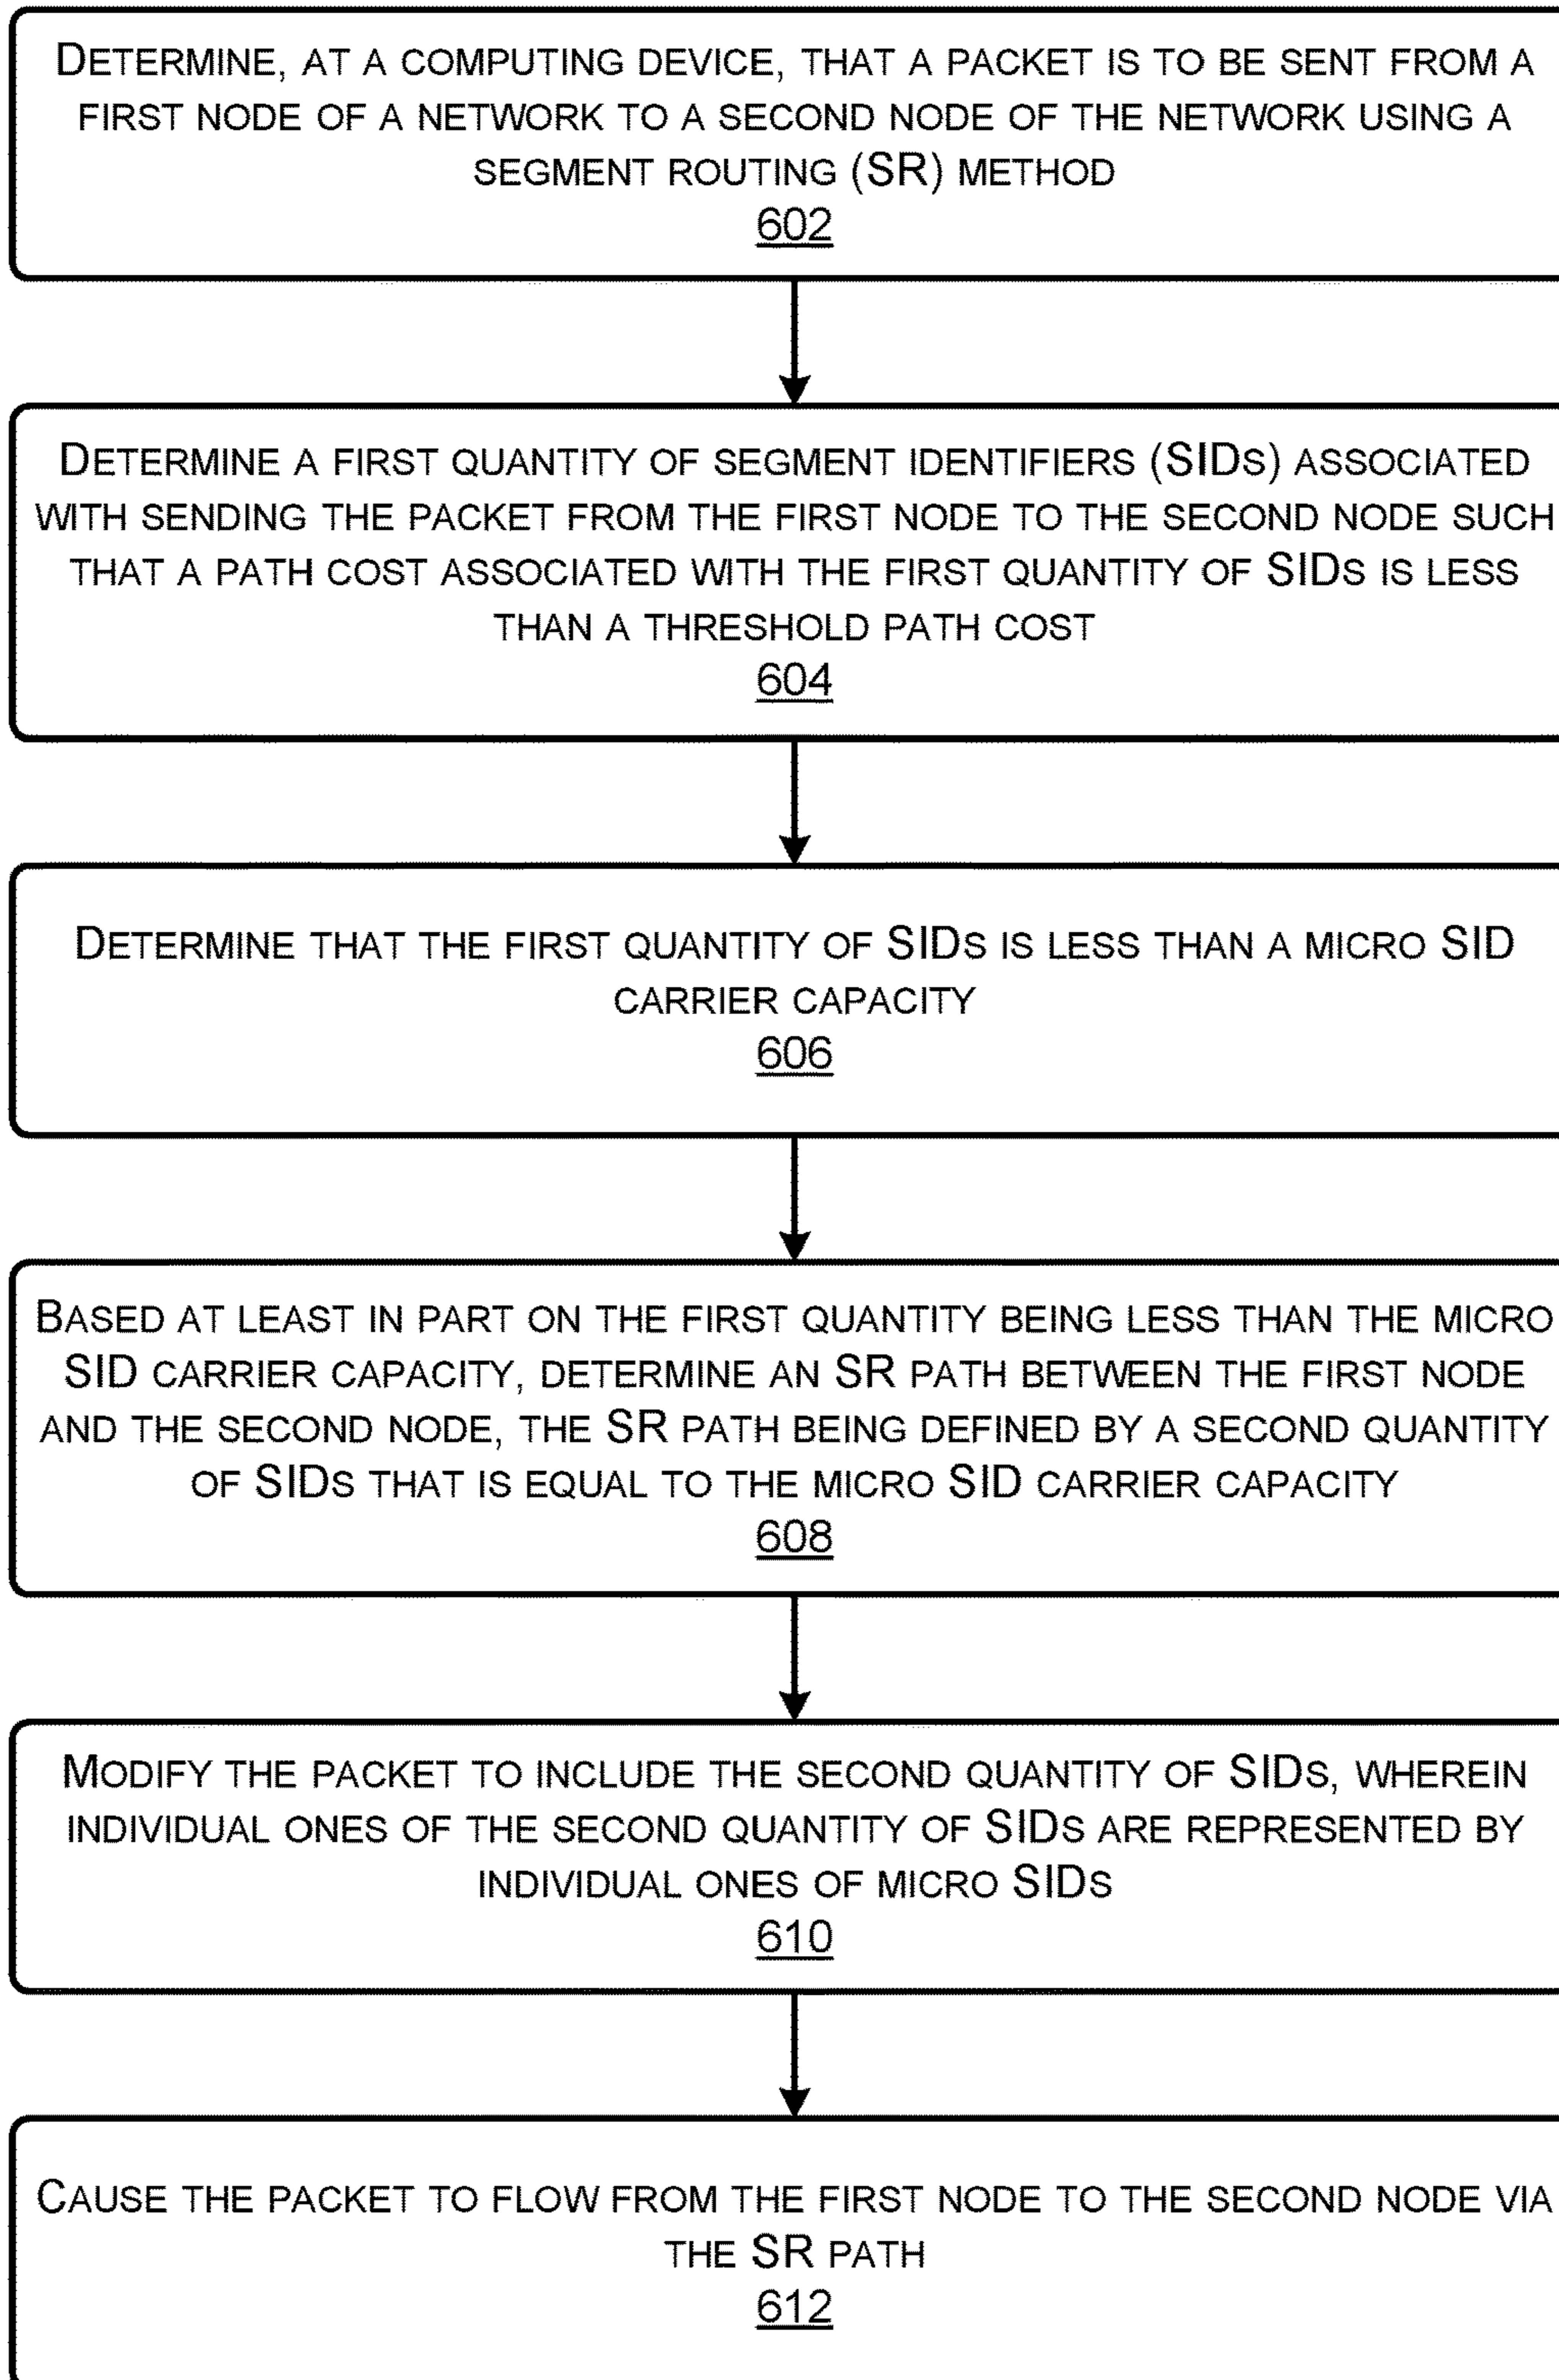 DETERMINE, AT A COMPUTING DEVICE, THAT A PACKET IS TO BE SENT FROM A
FIRST NODE OF A NETWORK TO A SECOND NODE OF THE NETWORK USING A
SEGMENT ROUTING (SR) METHOD
602
DETERMINE A FIRST QUANTITY OF SEGMENT IDENTIFIERS (SIDS) ASSOCIATED
WITH SENDING THE PACKET FROM THE FIRST NODE TO THE SECOND NODE SUCH
THAT A PATH COST ASSOCIATED WITH THE FIRST QUANTITY OF SIDS IS LESS
THAN A THRESHOLD PATH COST
604
DETERMINE THAT THE FIRST QUANTITY OF SIDS IS LESS THAN A MICRO SID
CARRIER CAPACITY
606
BASED AT LEAST IN PART ON THE FIRST QUANTITY BEING LESS THAN THE MICRO
SID CARRIER CAPACITY, DETERMINE AN SR PATH BETWEEN THE FIRST NODE
AND THE SECOND NODE, THE SR PATH BEING DEFINED BY A SECOND QUANTITY
OF SIDS THAT IS EQUAL TO THE MICRO SID CARRIER CAPACITY
608
MODIFY THE PACKET TO INCLUDE THE SECOND QUANTITY OF SIDS, WHEREIN
INDIVIDUAL ONES OF THE SECOND QUANTITY OF SIDS ARE REPRESENTED BY
INDIVIDUAL ONES OF MICRO SIDS
610
CAUSE THE PACKET TO FLOW FROM THE FIRST NODE TO THE SECOND NODE VIA
THE SR PATH
612